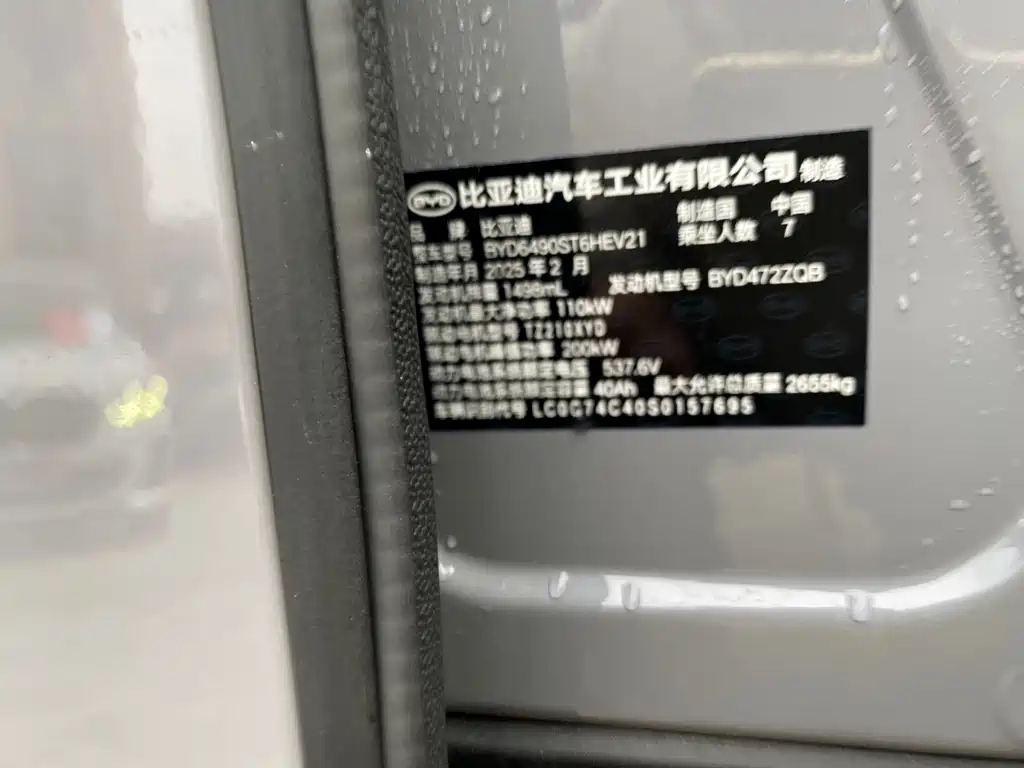 BYD 比亚迪汽车工业有限公司 制造
品牌 比亚迪 制造国 中国
整车型号 BYD6490ST6HEV21 乘坐人数 7
制造年月 2025 年 2 月
发动机排量 1498mL 发动机型号 BYD472ZQB
发动机最大净功率 110kW
驱动电机型号 TZ210XYD
驱动电机峰值功率 200kW
动力电池系统额定电压 537.6V
动力电池系统额定容量 40Ah 最大允许总质量 2655kg
车辆识别代号 LC0C74C40S0157695